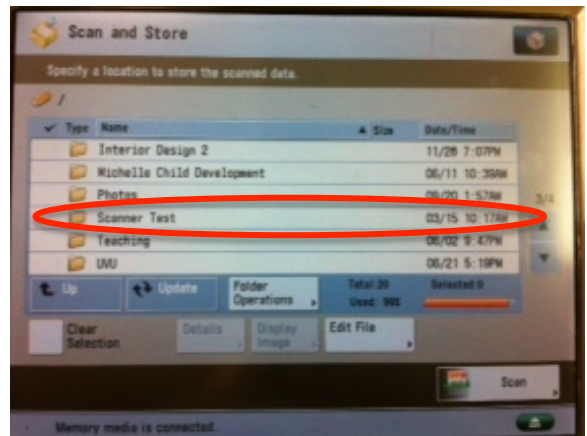 Scan and Store
Specify a location to store the scanned data.
/
Type Name Size Date/Time
Interior Design 2 11/28 7:07PM
Michelle Child Development 06/11 10:39AM
Photos 09/20 1:57AM
3/4
Scanner Test 03/15 10:17AM
Teaching 06/02 9:47PM
UVU 06/21 5:19PM
Up Update Folder Operations Total:20 Used: 99% Selected:0
Clear Selection Details Display Image Edit File
Scan
Memory media is connected.